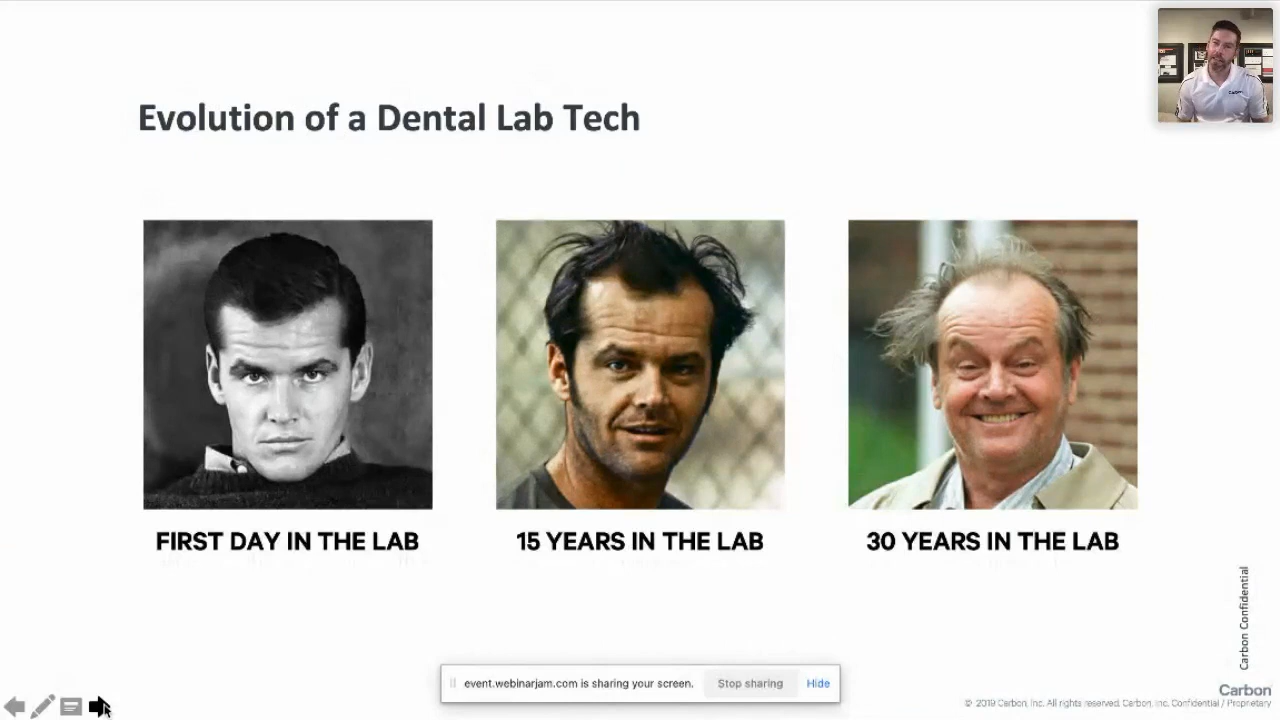 Evolution of a Dental Lab Tech
FIRST DAY IN THE LAB
15 YEARS IN THE LAB
30 YEARS IN THE LAB
Carbon Confidential
event.webinarjam.com is sharing your screen.
Stop sharing
Hide
Carbon
© 2019 Carbon, Inc. All rights reserved. Carbon, Inc. Confidential / Proprietary